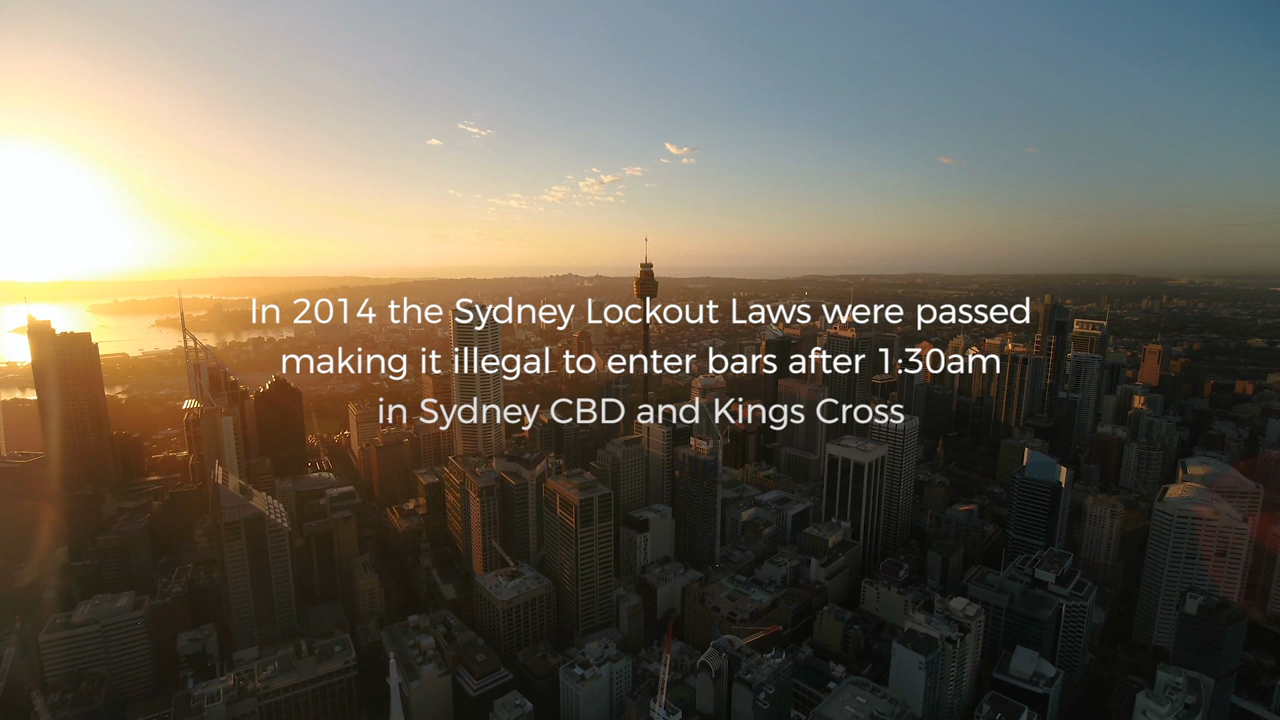 In 2014 the Sydney Lockout Laws were passed
making it illegal to enter bars after 1:30am
in Sydney CBD and Kings Cross